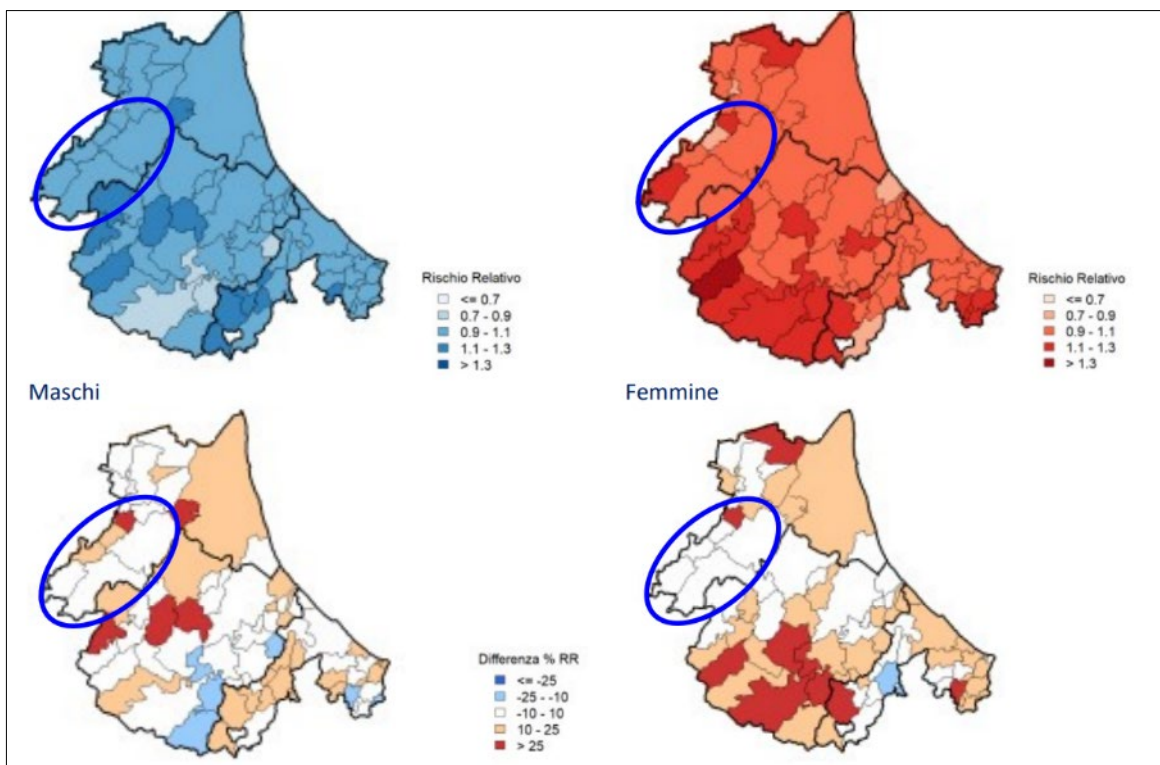 Rischio Relativo
<= 0.7
0.7 - 0.9
0.9 - 1.1
1.1 - 1.3
> 1.3
Rischio Relativo
<= 0.7
0.7 - 0.9
0.9 - 1.1
1.1 - 1.3
> 1.3
Maschi
Femmine
Differenza % RR
<= -25
-25 - -10
-10 - 10
10 - 25
> 25